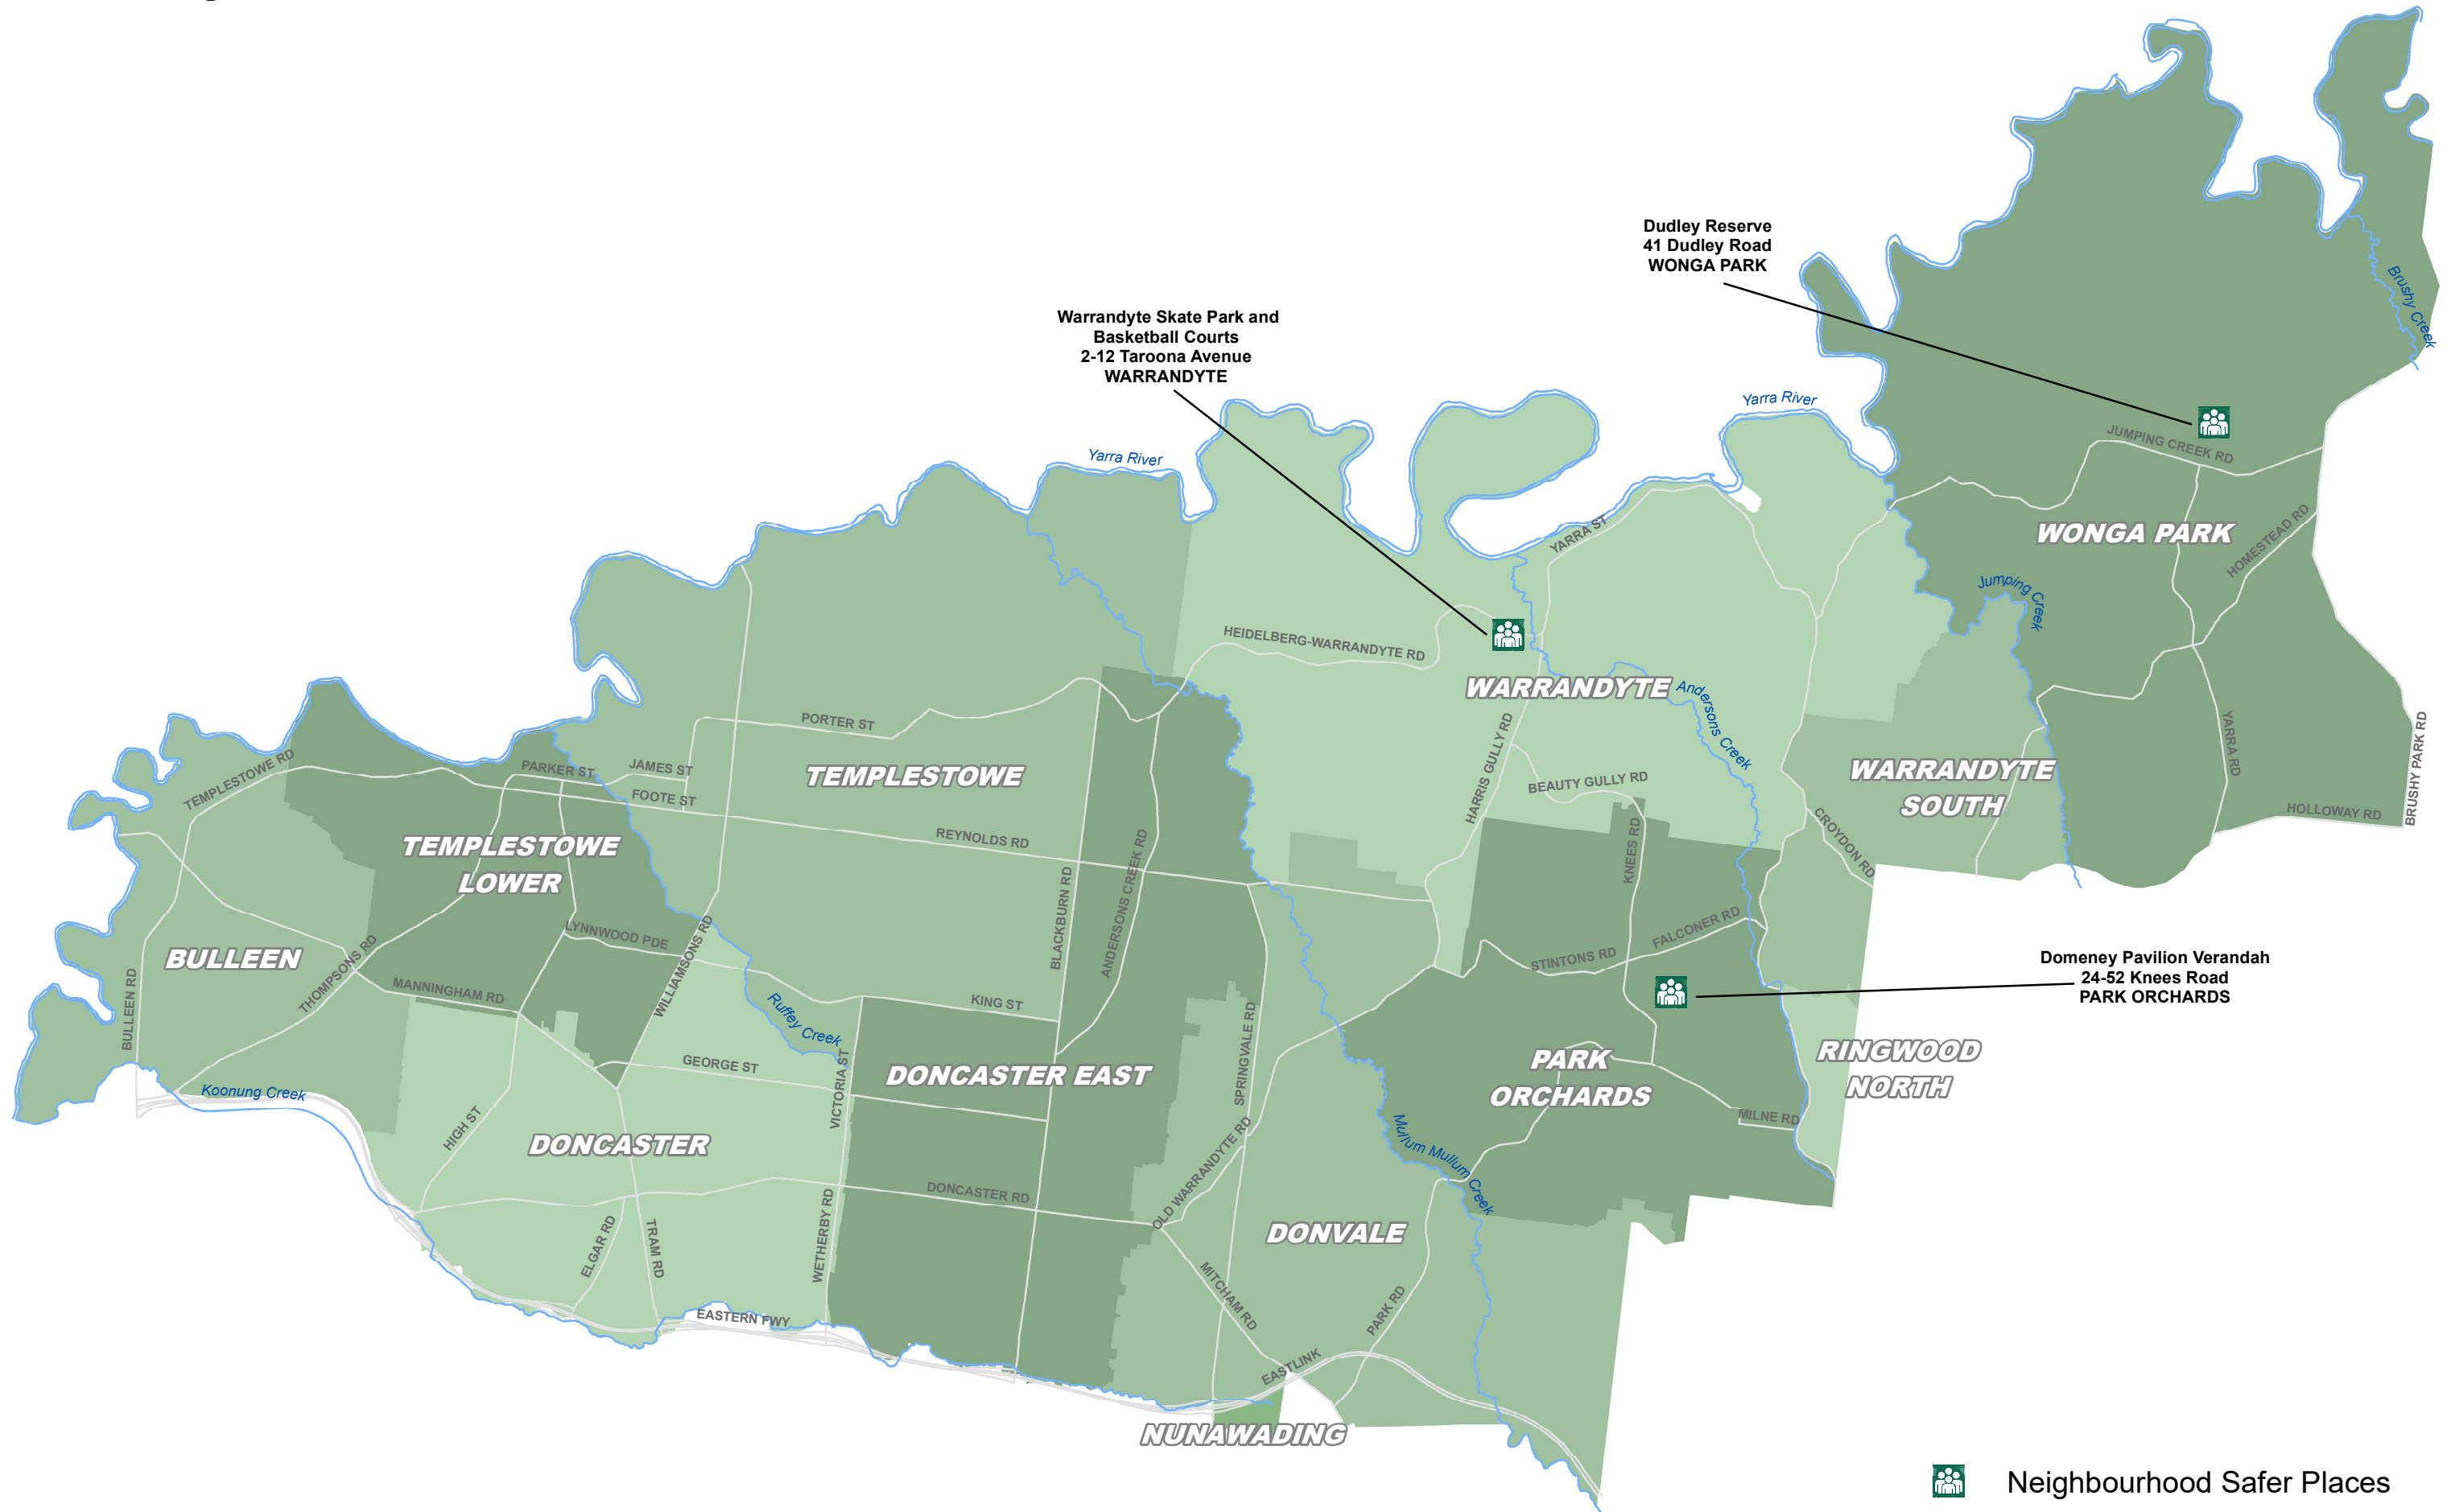 Dudley Reserve
41 Dudley Road
WONGA PARK
Warrandyte Skate Park and
Basketball Courts
2-12 Taroona Avenue
WARRANDYTE
Brushy Creek
Yarra River
Yarra River
JUMPING CREEK RD
WONGA PARK
HOMESTEAD RD
YARRA ST
Jumping Creek
HEIDELBERG-WARRANDYTE RD
WARRANDYTE
Andersons Creek
PORTER ST
TEMPLESTOWE RD
PARKER ST
JAMES ST
TEMPLESTOWE
FOOTE ST
HARRIS GULLY RD
BEAUTY GULLY RD
WARRANDYTE
SOUTH
YARRA RD
BRUSHY PARK RD
HOLLOWAY RD
CROYDON RD
TEMPLESTOWE
LOWER
REYNOLDS RD
KNEES RD
BLACKBURN RD
ANDERSONS CREEK RD
LYNNWOOD PDE
WILLIAMSONS RD
BULLEEN
THOMPSONS RD
MANNINGHAM RD
BULLEEN RD
STINTONS RD
FALCONER RD
Domeney Pavilion Verandah
24-52 Knees Road
PARK ORCHARDS
KING ST
Ruffey Creek
SPRINGVALE RD
GEORGE ST
VICTORIA ST
DONCASTER EAST
PARK
ORCHARDS
RINGWOOD
NORTH
Koonung Creek
HIGH ST
DONCASTER
MILNE RD
Mullum Mullum Creek
OLD WARRANDYTE RD
DONCASTER RD
WETHERBY RD
ELGAR RD
TRAM RD
DONVALE
MITCHAM RD
PARK RD
EASTERN FWY
EASTLINK
NUNAWADING
Neighbourhood Safer Places